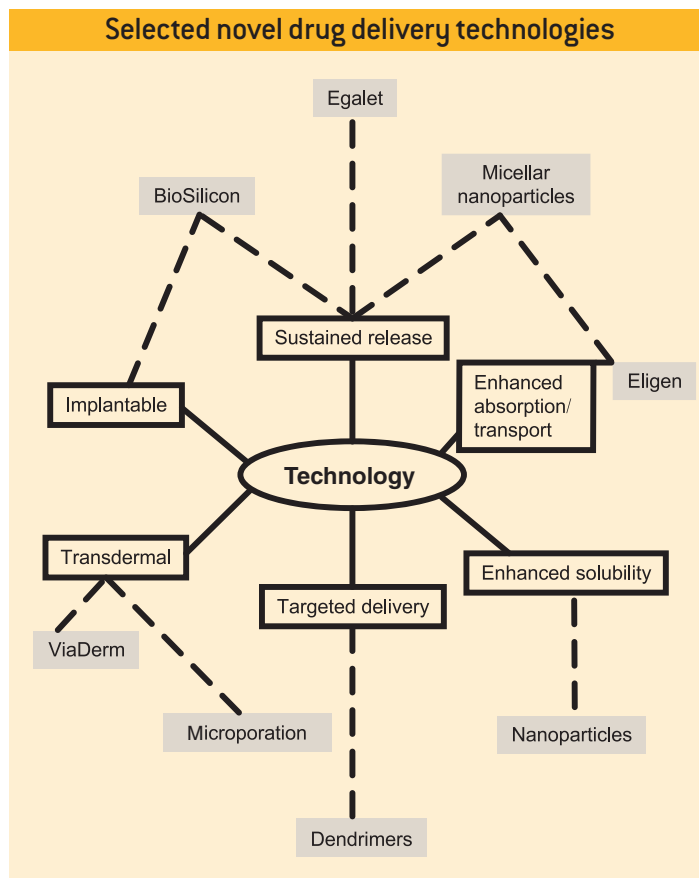 Selected novel drug delivery technologies
Egalet
Micellar
nanoparticles
BioSilicon
Sustained release
Enhanced
absorption/
transport
Eligen
Implantable
Technology
Transdermal
Enhanced solubility
Targeted delivery
ViaDerm
Microporation
Nanoparticles
Dendrimers